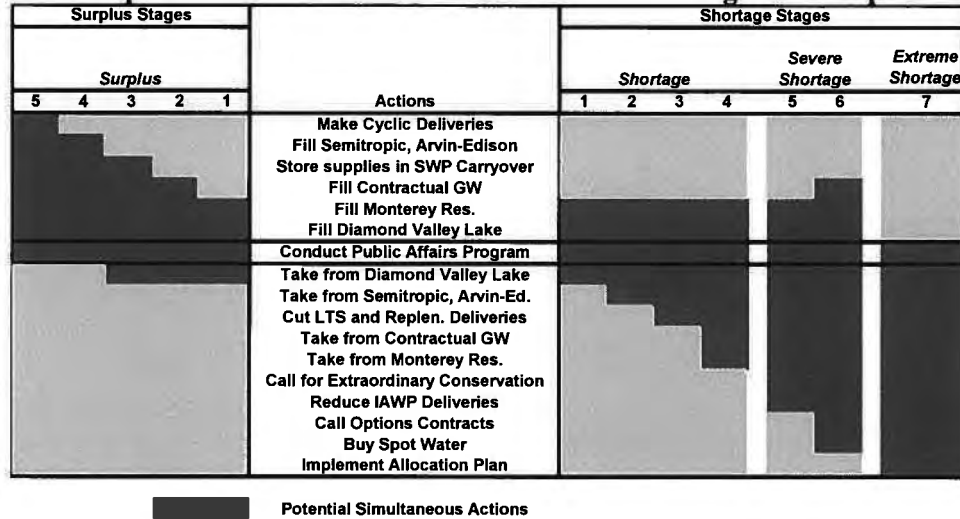 Surplus Stages
Shortage Stages
Surplus
Shortage
Severe Shortage
Extreme Shortage
5 4 3 2 1
Actions
1 2 3 4 5 6 7
Make Cyclic Deliveries
Fill Semitropic, Arvin-Edison
Store supplies in SWP Carryover
Fill Contractual GW
Fill Monterey Res.
Fill Diamond Valley Lake
Conduct Public Affairs Program
Take from Diamond Valley Lake
Take from Semitropic, Arvin-Ed.
Cut LTS and Replen. Deliveries
Take from Contractual GW
Take from Monterey Res.
Call for Extraordinary Conservation
Reduce IAWP Deliveries
Call Options Contracts
Buy Spot Water
Implement Allocation Plan
Potential Simultaneous Actions